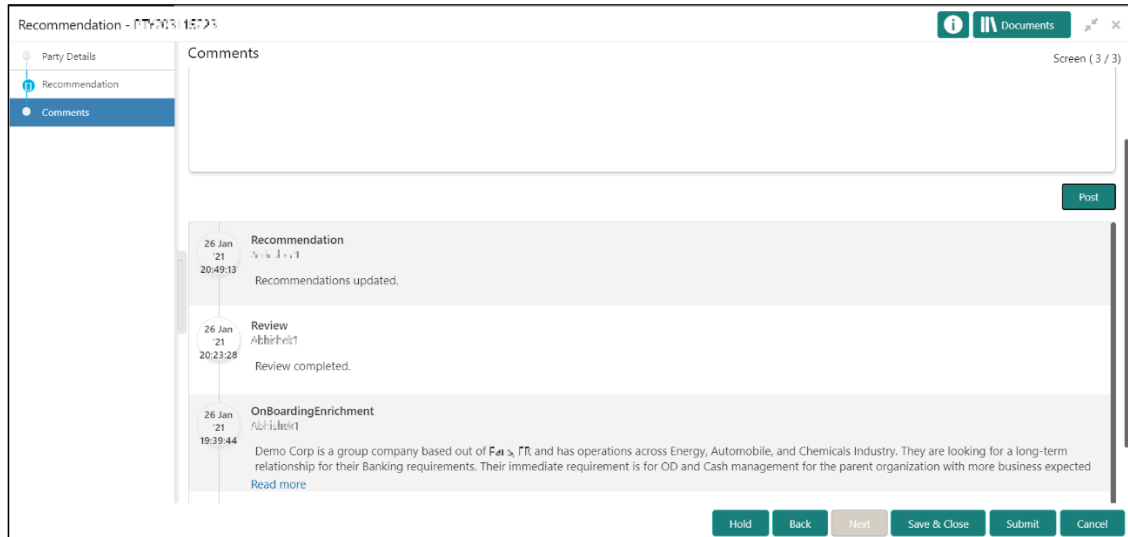 Recommendation -
Documents
Party Details
Recommendation
Comments
Comments
Screen ( 3 / 3)
Post
26 Jan
'21
20:49:13
Recommendation
Recommendations updated.
26 Jan
'21
20:23:28
Review
Review completed.
26 Jan
'21
19:39:44
OnBoardingEnrichment
Demo Corp is a group company based out of and has operations across Energy, Automobile, and Chemicals Industry. They are looking for a long-term
relationship for their Banking requirements. Their immediate requirement is for OD and Cash management for the parent organization with more business expected
Read more
Hold
Back
Next
Save & Close
Submit
Cancel